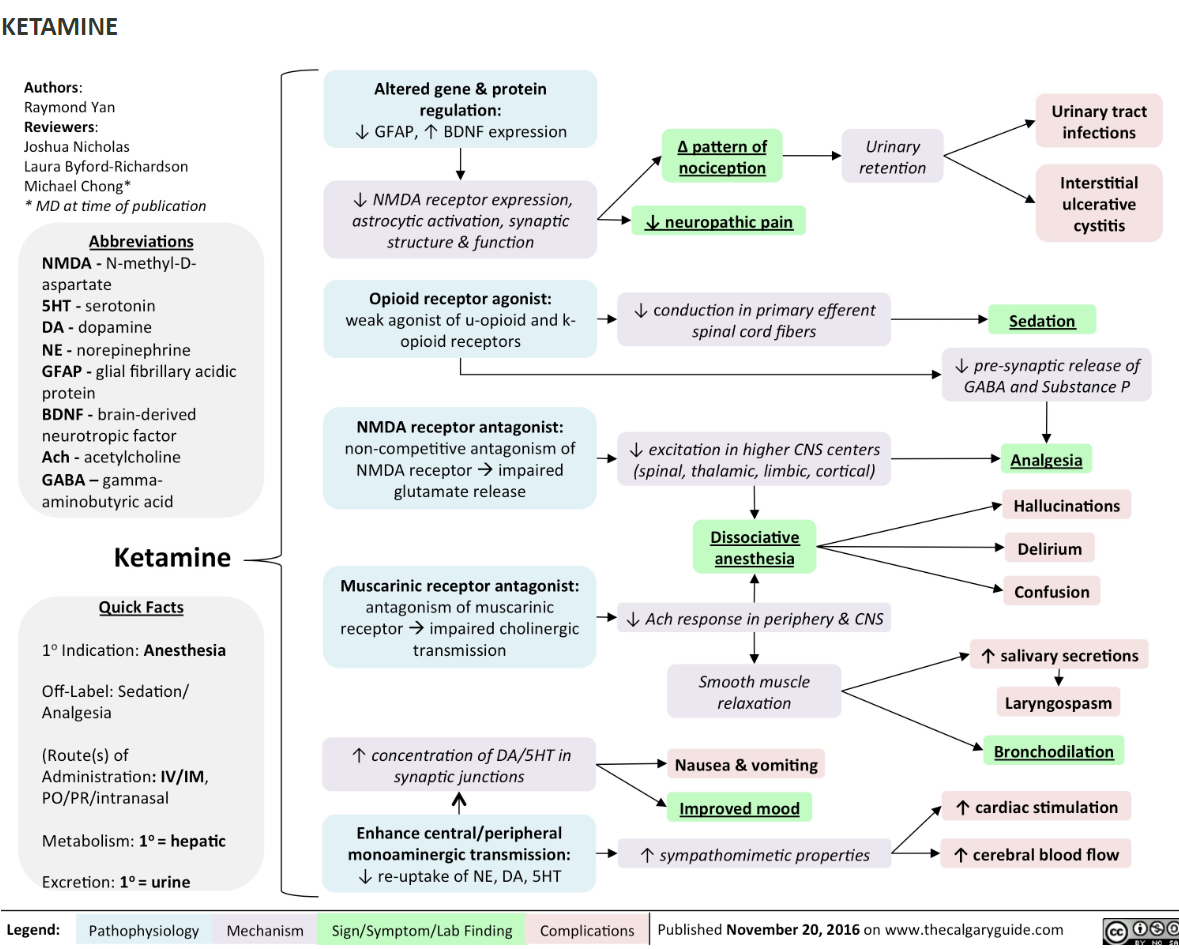 KETAMINE
Authors:
Raymond Yan
Reviewers:
Joshua Nicholas
Laura Byford-Richardson
Michael Chong*
* MD at time of publication
Abbreviations
NMDA - N-methyl-D-
aspartate
5HT - serotonin
DA - dopamine
NE - norepinephrine
GFAP - glial fibrillary acidic
protein
BDNF - brain-derived
neurotropic factor
Ach - acetylcholine
GABA – gamma-
aminobutyric acid
Ketamine
Quick Facts
1º Indication: Anesthesia
Off-Label: Sedation/
Analgesia
(Route(s) of
Administration: IV/IM,
PO/PR/intranasal
Metabolism: 1º = hepatic
Excretion: 1º = urine
Altered gene & protein
regulation:
↓ GFAP, ↑ BDNF expression
↓ NMDA receptor expression,
astrocytic activation, synaptic
structure & function
Δ pattern of
nociception
↓ neuropathic pain
Urinary
retention
Urinary tract
infections
Interstitial
ulcerative
cystitis
Opioid receptor agonist:
weak agonist of u-opioid and k-
opioid receptors
↓ conduction in primary efferent
spinal cord fibers
Sedation
↓ pre-synaptic release of
GABA and Substance P
NMDA receptor antagonist:
non-competitive antagonism of
NMDA receptor → impaired
glutamate release
↓ excitation in higher CNS centers
(spinal, thalamic, limbic, cortical)
Analgesia
Dissociative
anesthesia
Hallucinations
Delirium
Confusion
Muscarinic receptor antagonist:
antagonism of muscarinic
receptor → impaired cholinergic
transmission
↓ Ach response in periphery & CNS
Smooth muscle
relaxation
↑ salivary secretions
Laryngospasm
Bronchodilation
↑ concentration of DA/5HT in
synaptic junctions
Nausea & vomiting
Improved mood
Enhance central/peripheral
monoaminergic transmission:
↓ re-uptake of NE, DA, 5HT
↑ sympathomimetic properties
↑ cardiac stimulation
↑ cerebral blood flow
Legend:
Pathophysiology
Mechanism
Sign/Symptom/Lab Finding
Complications
Published November 20, 2016 on www.thecalgaryguide.com
cc
BY NC SA